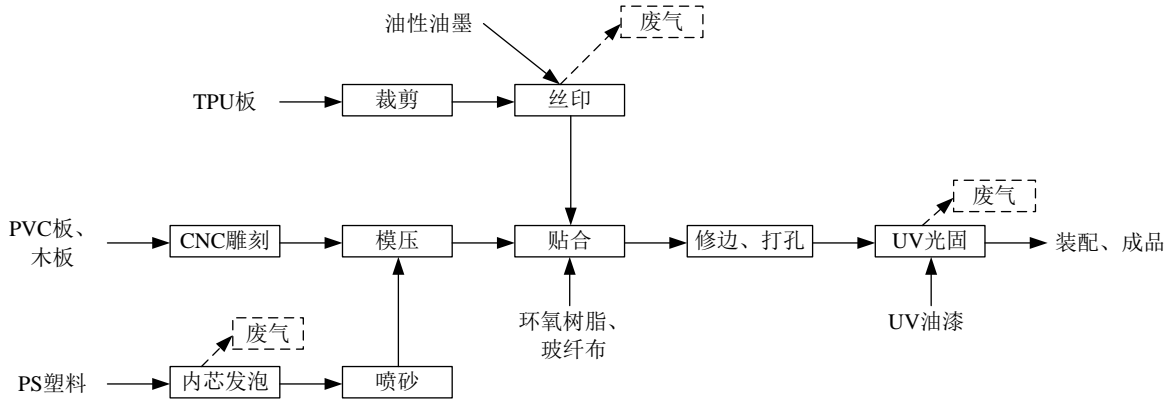 油性油墨
废气
TPU板
裁剪
丝印
废气
PVC板、
木板
CNC雕刻
模压
贴合
修边、打孔
UV光固
装配、成品
环氧树脂、
玻纤布
UV油漆
废气
PS塑料
内芯发泡
喷砂